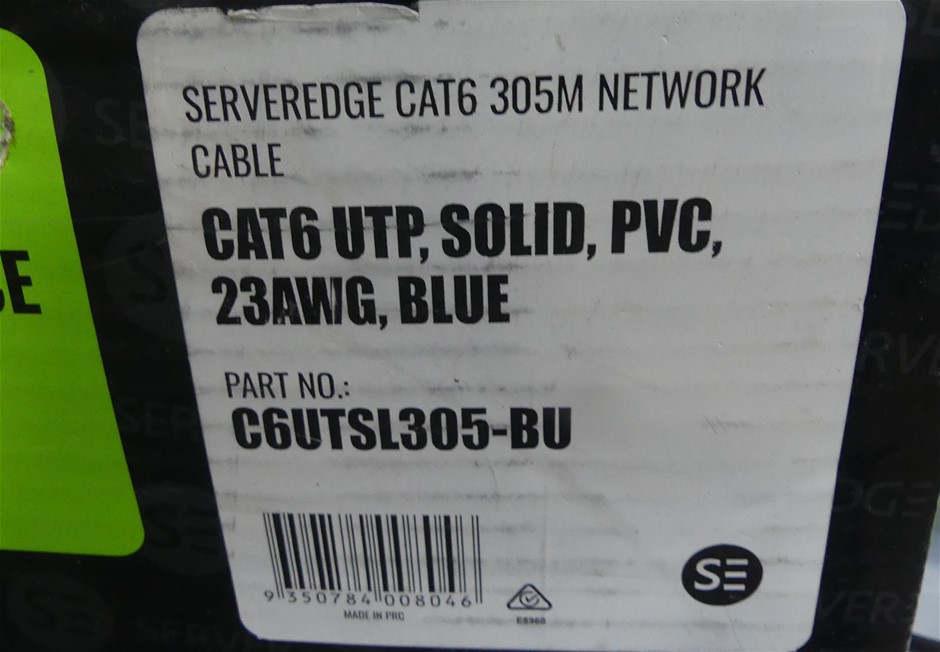 SERVEREDGE CAT6 305M NETWORK
CABLE
CAT6 UTP, SOLID, PVC,
23AWG, BLUE
PART NO.:
C6UTSL305-BU
9 350784 008046
MADE IN PRC
SE